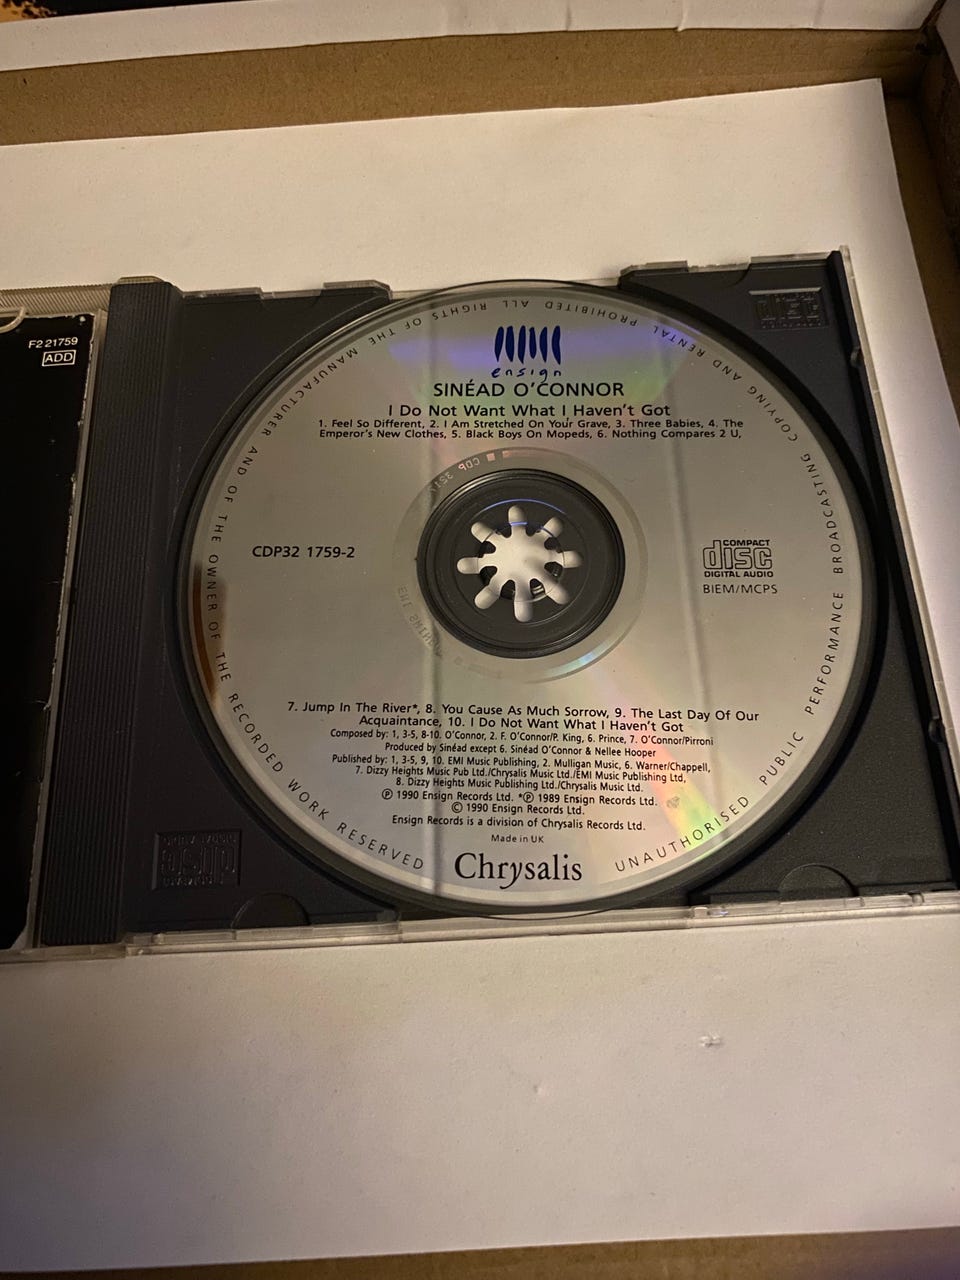 F2 21759
ADD
ensign
SINÉAD O'CONNOR
I Do Not Want What I Haven't Got
1. Feel So Different, 2. I Am Stretched On Your Grave, 3. Three Babies, 4. The
Emperor's New Clothes, 5. Black Boys On Mopeds, 6. Nothing Compares 2 U,
CDP32 1759-2
COMPACT
disc
DIGITAL AUDIO
BIEM/MCPS
7. Jump In The River*, 8. You Cause As Much Sorrow, 9. The Last Day Of Our
Acquaintance, 10. I Do Not Want What I Haven't Got
Composed by: 1, 3-5, 8-10. O'Connor, 2. F. O'Connor/P. King, 6. Prince, 7. O'Connor/Pirroni
Produced by Sinéad except 6. Sinéad O'Connor & Nellee Hooper
Published by: 1, 3-5, 9, 10. EMI Music Publishing, 2. Mulligan Music, 6. Warner/Chappell,
7. Dizzy Heights Music Pub Ltd./Chrysalis Music Ltd./EMI Music Publishing Ltd,
8. Dizzy Heights Music Publishing Ltd./Chrysalis Music Ltd.
℗ 1990 Ensign Records Ltd. *℗ 1989 Ensign Records Ltd.
© 1990 Ensign Records Ltd.
Ensign Records is a division of Chrysalis Records Ltd.
Made in UK
Chrysalis
ALL RIGHTS OF THE MANUFACTURER AND OF THE OWNER OF THE RECORDED WORK RESERVED
UNAUTHORISED PUBLIC PERFORMANCE BROADCASTING COPYING AND RENTAL PROHIBITED